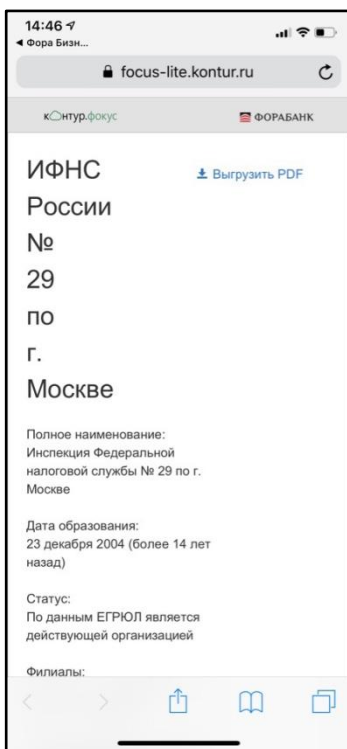 14:46
Фора Бизн...
focus-lite.kontur.ru
контур.фокус
ФОРАБАНК
ИФНС
Выгрузить PDF
России
№
29
по
г.
Москве
Полное наименование:
Инспекция Федеральной
налоговой службы № 29 по г.
Москве
Дата образования:
23 декабря 2004 (более 14 лет
назад)
Статус:
По данным ЕГРЮЛ является
действующей организацией
Филиалы: